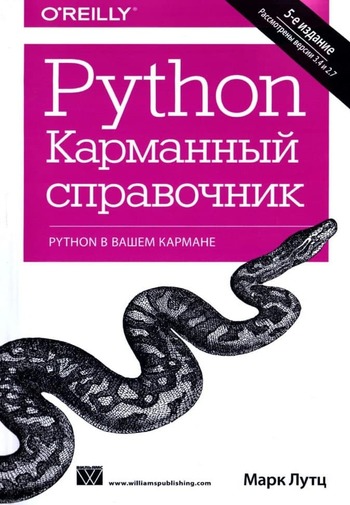 O'REILLY®
5-е издание
Рассмотрены версии 3.4 и 2.7
Python
Карманный
справочник
PYTHON В ВАШЕМ КАРМАНЕ
ВИЛЬЯМС
www.williamspublishing.com
Марк Лутц